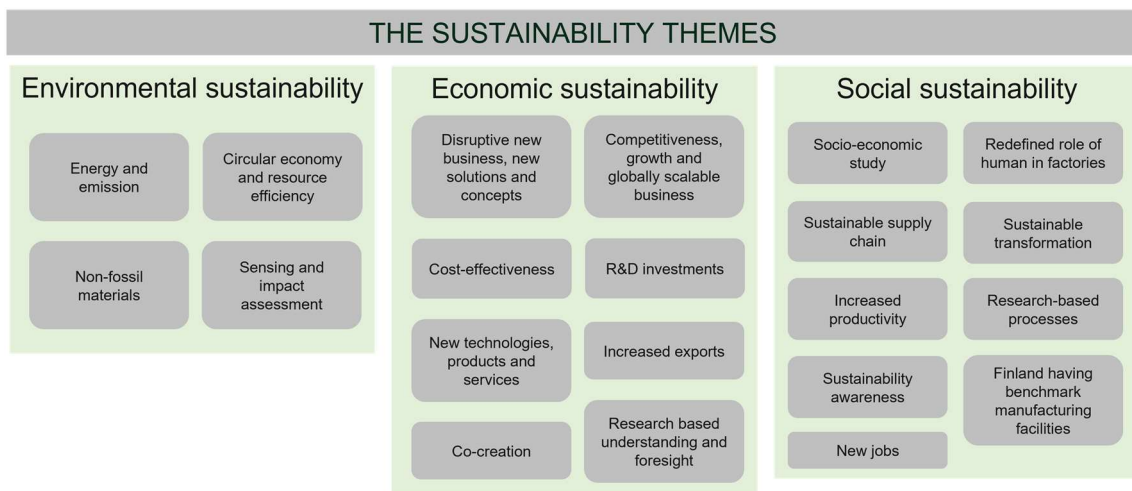 THE SUSTAINABILITY THEMES
Environmental sustainability
Energy and
emission
Circular economy
and resource
efficiency
Non-fossil
materials
Sensing and
impact
assessment
Economic sustainability
Disruptive new
business, new
solutions and
concepts
Competitiveness,
growth and
globally scalable
business
Cost-effectiveness
R&D investments
New technologies,
products and
services
Increased exports
Co-creation
Research based
understanding and
foresight
Social sustainability
Socio-economic
study
Redefined role of
human in factories
Sustainable supply
chain
Sustainable
transformation
Increased
productivity
Research-based
processes
Sustainability
awareness
Finland having
benchmark
manufacturing
facilities
New jobs